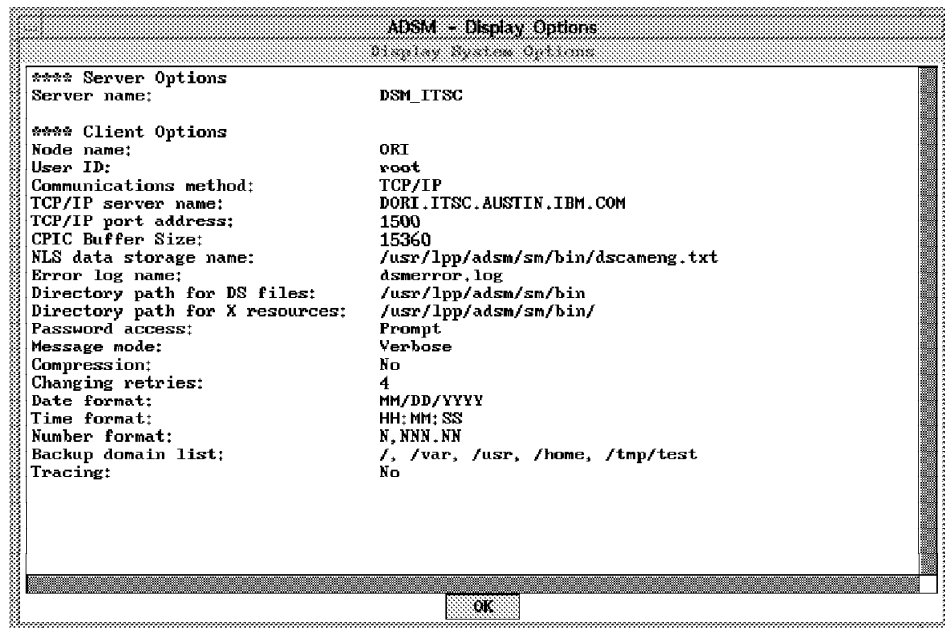 ADSM - Display Options
Display System Options
**** Server Options
Server name: DSM_ITSC
**** Client Options
Node name: ORI
User ID: root
Communications method: TCP/IP
TCP/IP server name: DORI.ITSC.AUSTIN.IBM.COM
TCP/IP port address: 1500
CPIC Buffer Size: 15360
NLS data storage name: /usr/lpp/adsm/sm/bin/dscameng.txt
Error log name: dsmerror.log
Directory path for DS files: /usr/lpp/adsm/sm/bin
Directory path for X resources: /usr/lpp/adsm/sm/bin/
Password access: Prompt
Message mode: Verbose
Compression: No
Changing retries: 4
Date format: MM/DD/YYYY
Time format: HH:MM:SS
Number format: N,NNN.NN
Backup domain list: /, /var, /usr, /home, /tmp/test
Tracing: No
OK